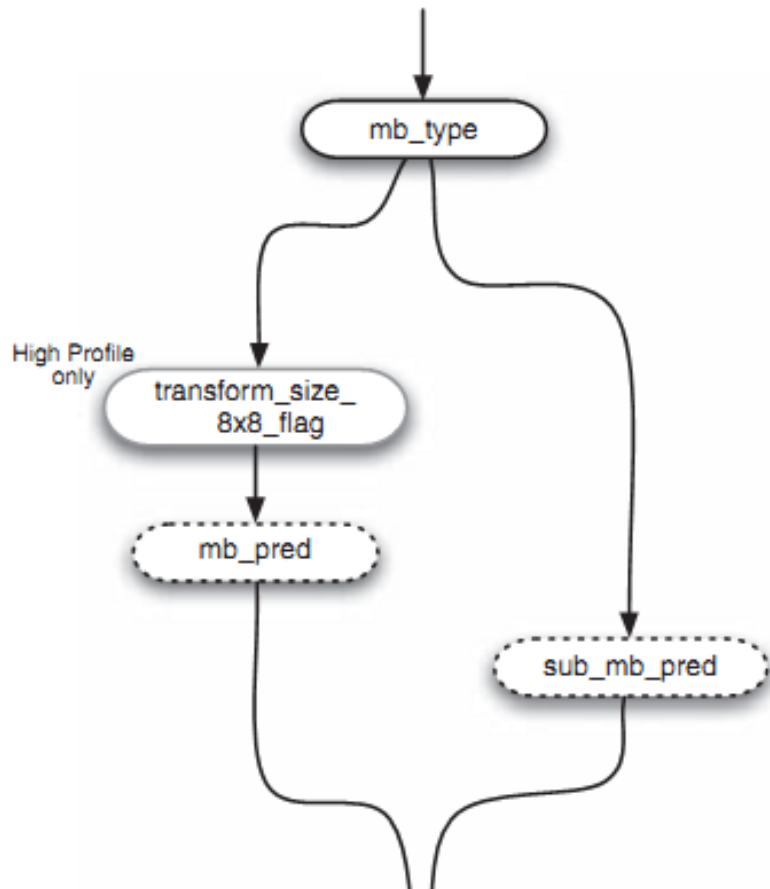 mb_type
High Profile
only
transform_size_
8x8_flag
mb_pred
sub_mb_pred